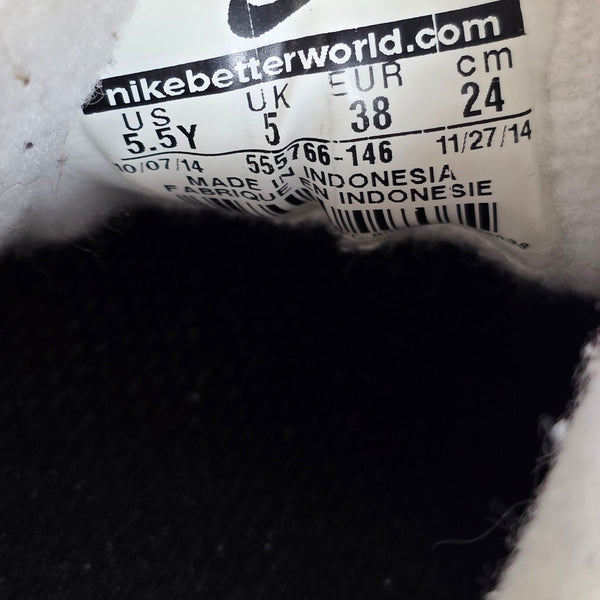 nikebetterworld.com
US UK EUR cm
5.5Y 5 38 24
10/07/14 555766-146 11/27/14
MADE IN INDONESIA
FABRIQUE EN INDONESIE